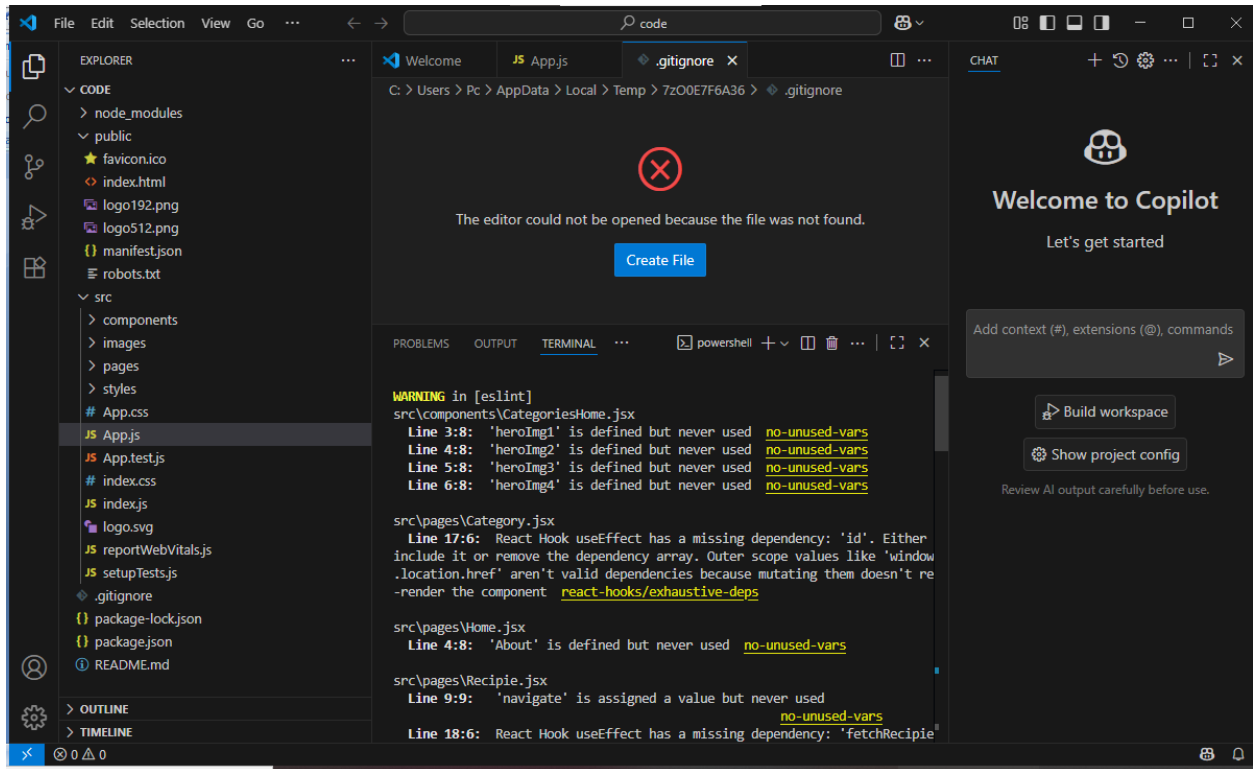 File Edit Selection View Go ··· code
EXPLORER ···
CODE
node_modules
public
favicon.ico
index.html
logo192.png
logo512.png
{} manifest.json
robots.txt
src
components
images
pages
styles
# App.css
JS App.js
JS App.test.js
# index.css
JS index.js
logo.svg
JS reportWebVitals.js
JS setupTests.js
.gitignore
{} package-lock.json
{} package.json
README.md
OUTLINE
TIMELINE
Welcome JS App.js .gitignore
C: > Users > Pc > AppData > Local > Temp > 7zO0E7F6A36 > .gitignore
The editor could not be opened because the file was not found.
Create File
PROBLEMS OUTPUT TERMINAL ··· powershell
WARNING in [eslint]
src\components\CategoriesHome.jsx
Line 3:8: 'heroImg1' is defined but never used no-unused-vars
Line 4:8: 'heroImg2' is defined but never used no-unused-vars
Line 5:8: 'heroImg3' is defined but never used no-unused-vars
Line 6:8: 'heroImg4' is defined but never used no-unused-vars
src\pages\Category.jsx
Line 17:6: React Hook useEffect has a missing dependency: 'id'. Either
include it or remove the dependency array. Outer scope values like 'window
.location.href' aren't valid dependencies because mutating them doesn't re
-render the component react-hooks/exhaustive-deps
src\pages\Home.jsx
Line 4:8: 'About' is defined but never used no-unused-vars
src\pages\Recipie.jsx
Line 9:9: 'navigate' is assigned a value but never used
no-unused-vars
Line 18:6: React Hook useEffect has a missing dependency: 'fetchRecipie'
CHAT
Welcome to Copilot
Let's get started
Add context (#), extensions (@), commands
Build workspace
Show project config
Review AI output carefully before use.
0 0